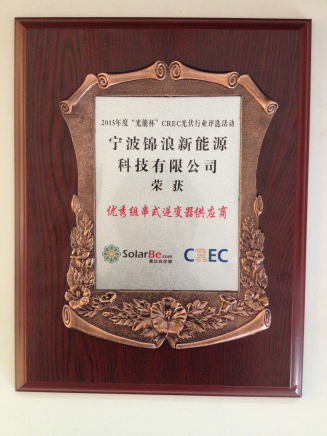 2015年度“光能杯”CREC光伏行业评选活动
宁波锦浪新能源
科技有限公司
荣获
优秀组串式逆变器供应商
SolarBe.com
CREC